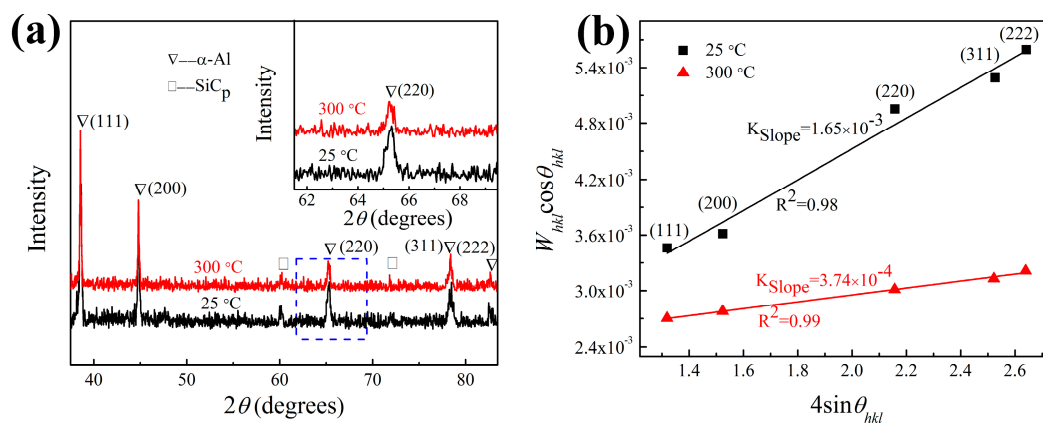 (a)
▽—α-Al
□—SiCp
▽(111)
▽(200)
300 °C
25 °C
□
▽(220)
□
(311)
▽
(222)
▽
Intensity
40 50 60 70 80
2θ (degrees)
▽(220)
300 °C
25 °C
Intensity
62 64 66 68
2θ (degrees)
(b)
■ 25 °C
▲ 300 °C
(222)
(311)
(220)
KSlope=1.65×10-3
R2=0.98
(200)
(111)
KSlope=3.74×10-4
R2=0.99
5.6x10-3
4.8x10-3
4.2x10-3
3.6x10-3
3.0x10-3
2.4x10-3
Whklcosθhkl
1.4 1.6 1.8 2.0 2.2 2.4 2.6
4sinθhkl